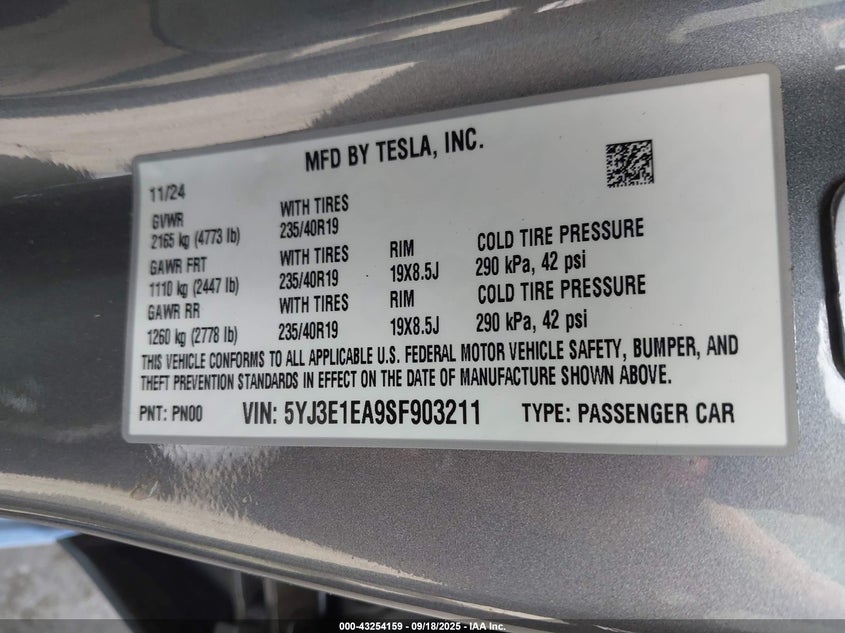 MFD BY TESLA, INC.
11/24
GVWR
2165 kg (4773 lb)
WITH TIRES
235/40R19
GAWR FRT
1110 kg (2447 lb)
WITH TIRES
235/40R19
RIM
19X8.5J
COLD TIRE PRESSURE
290 kPa, 42 psi
GAWR RR
1260 kg (2778 lb)
WITH TIRES
235/40R19
RIM
19X8.5J
COLD TIRE PRESSURE
290 kPa, 42 psi
THIS VEHICLE CONFORMS TO ALL APPLICABLE U.S. FEDERAL MOTOR VEHICLE SAFETY, BUMPER, AND
THEFT PREVENTION STANDARDS IN EFFECT ON THE DATE OF MANUFACTURE SHOWN ABOVE.
PNT: PN00 VIN: 5YJ3E1EA9SF903211 TYPE: PASSENGER CAR
000-43254159 - 09/18/2025 - IAA Inc.